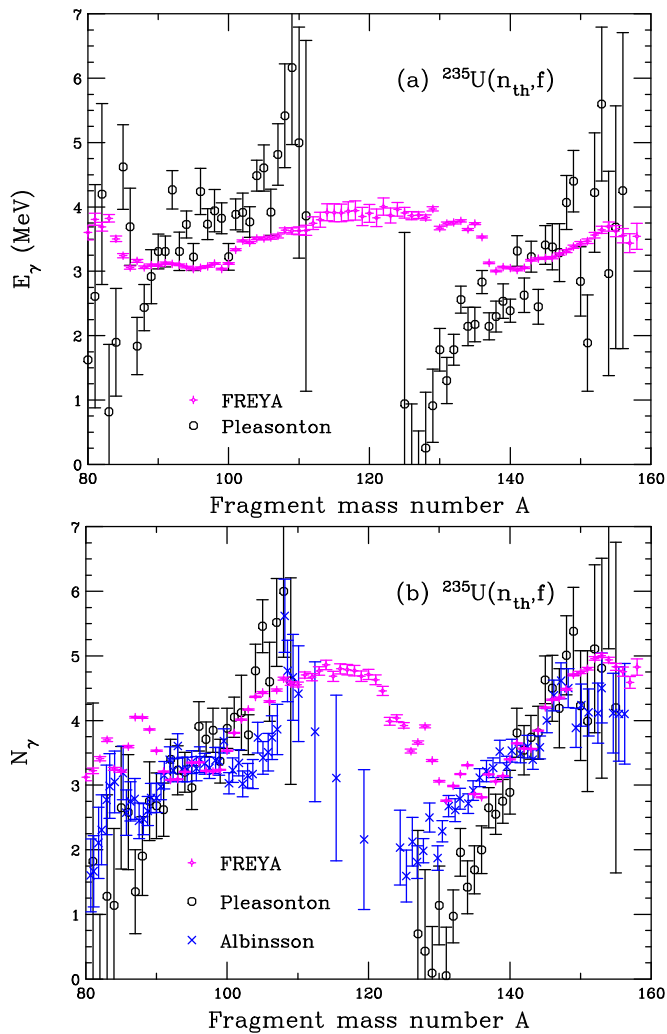 7
6
5
4
3
2
1
0
E_γ (MeV)
(a) ²³⁵U(n_th,f)
FREYA
Pleasonton
80 100 120 140 160
Fragment mass number A
7
6
5
4
3
2
1
0
N_γ
(b) ²³⁵U(n_th,f)
FREYA
Pleasonton
Albinsson
80 100 120 140 160
Fragment mass number A